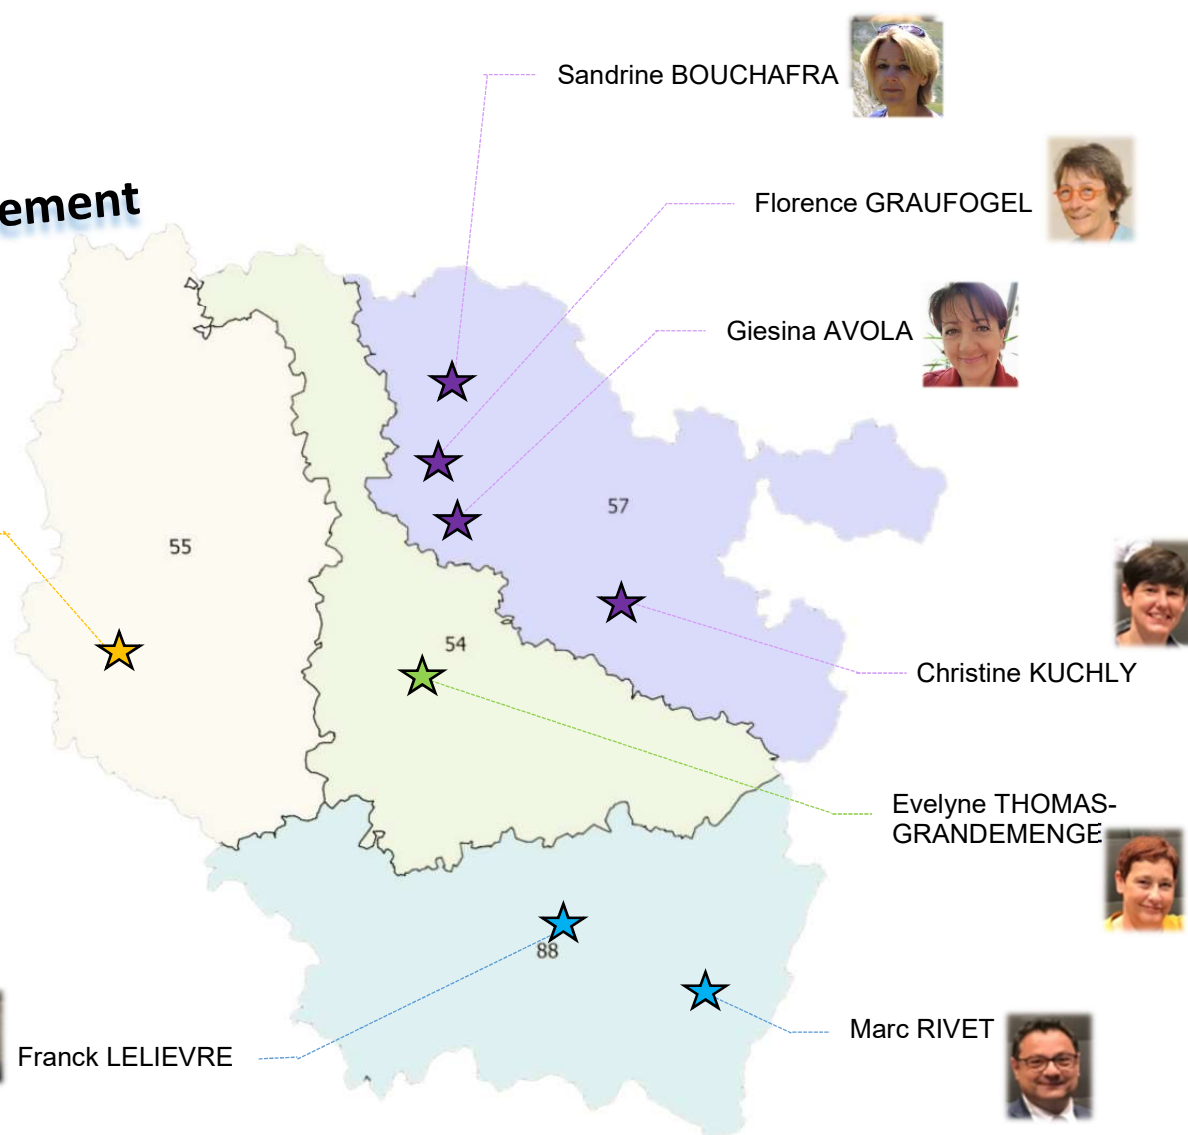 Sandrine BOUCHAFRA
ement
Florence GRAUFOGEL
Giesina AVOLA
57
55
54
Christine KUCHLY
Evelyne THOMAS-
GRANDEMENGE
88
Marc RIVET
Franck LELIEVRE